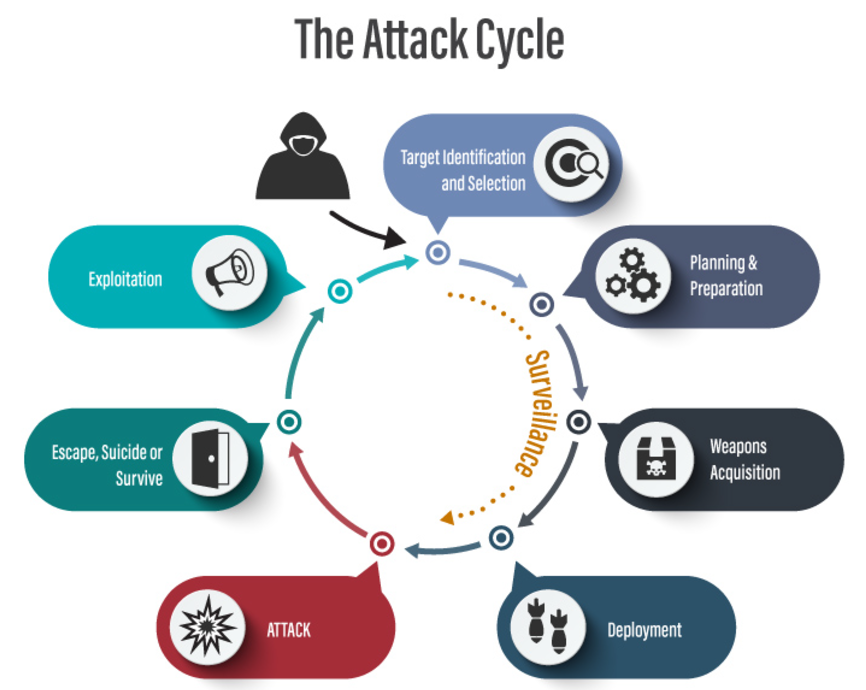 The Attack Cycle
Target Identification
and Selection
Planning &
Preparation
Weapons
Acquisition
Deployment
ATTACK
Escape, Suicide or
Survive
Exploitation
Surveillance